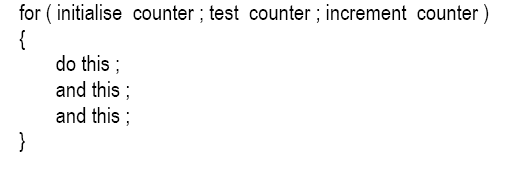 for ( initialise counter ; test counter ; increment counter )
{
do this ;
and this ;
and this ;
}